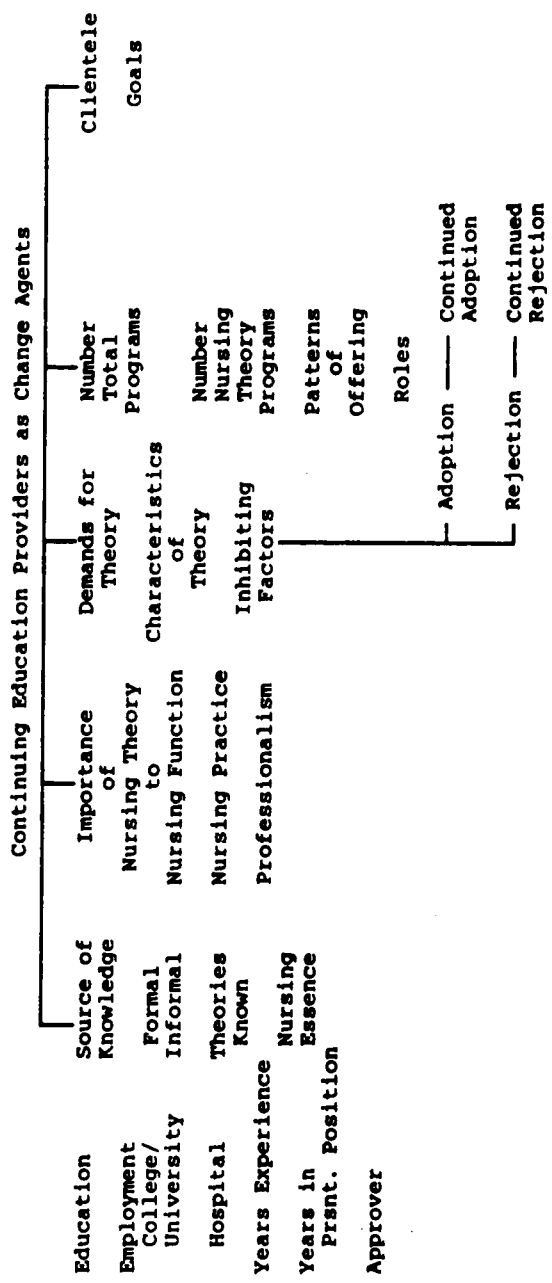 Continuing Education Providers as Change Agents
Education
Employment
College/
University
Hospital
Years Experience
Years in
Prsnt. Position
Approver
Source of
Knowledge
Formal
Informal
Theories
Known
Nursing
Essence
Importance
of
Nursing Theory
to
Nursing Function
Nursing Practice
Professionalism
Demands for
Theory
Characteristics
of
Theory
Inhibiting
Factors
Number
Total
Programs
Number
Nursing
Theory
Programs
Patterns
of
Offering
Roles
Clientele
Goals
Adoption
Continued
Adoption
Rejection
Continued
Rejection